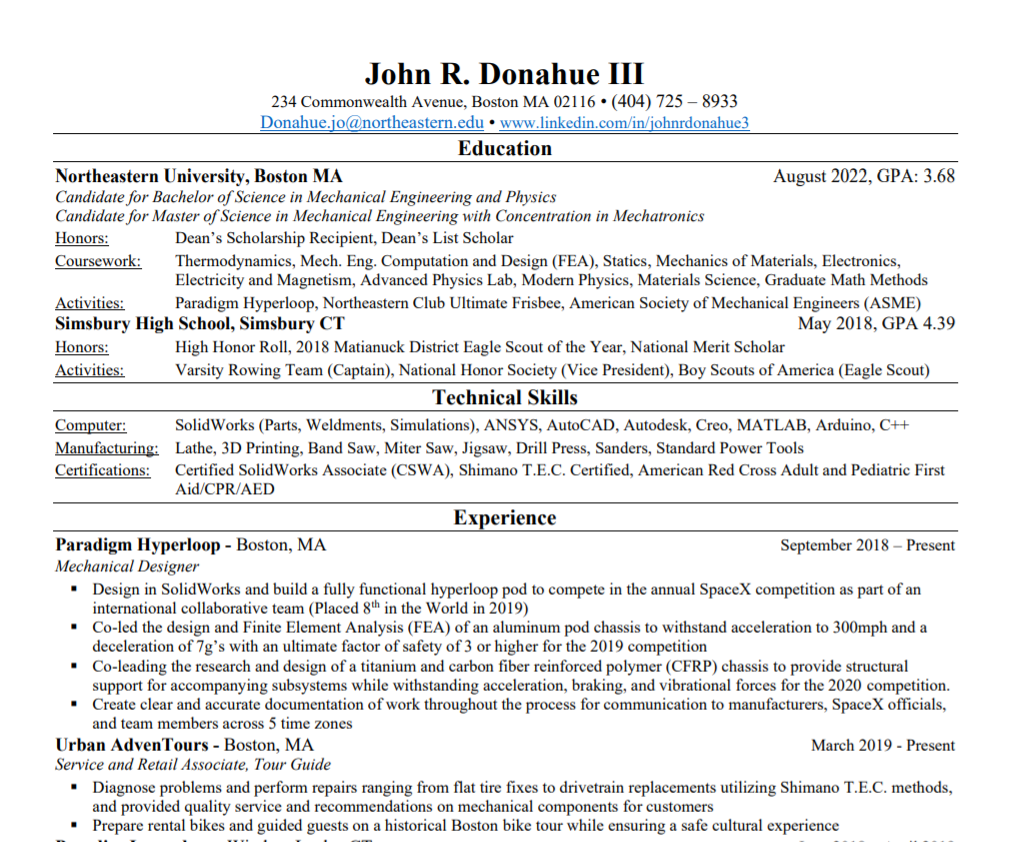 John R. Donahue III
234 Commonwealth Avenue, Boston MA 02116 • (404) 725 – 8933
Donahue.jo@northeastern.edu • www.linkedin.com/in/johnrdonahue3
Education
Northeastern University, Boston MA August 2022, GPA: 3.68
Candidate for Bachelor of Science in Mechanical Engineering and Physics
Candidate for Master of Science in Mechanical Engineering with Concentration in Mechatronics
Honors: Dean’s Scholarship Recipient, Dean’s List Scholar
Coursework: Thermodynamics, Mech. Eng. Computation and Design (FEA), Statics, Mechanics of Materials, Electronics,
Electricity and Magnetism, Advanced Physics Lab, Modern Physics, Materials Science, Graduate Math Methods
Activities: Paradigm Hyperloop, Northeastern Club Ultimate Frisbee, American Society of Mechanical Engineers (ASME)
Simsbury High School, Simsbury CT May 2018, GPA 4.39
Honors: High Honor Roll, 2018 Matianuck District Eagle Scout of the Year, National Merit Scholar
Activities: Varsity Rowing Team (Captain), National Honor Society (Vice President), Boy Scouts of America (Eagle Scout)
Technical Skills
Computer: SolidWorks (Parts, Weldments, Simulations), ANSYS, AutoCAD, Autodesk, Creo, MATLAB, Arduino, C++
Manufacturing: Lathe, 3D Printing, Band Saw, Miter Saw, Jigsaw, Drill Press, Sanders, Standard Power Tools
Certifications: Certified SolidWorks Associate (CSWA), Shimano T.E.C. Certified, American Red Cross Adult and Pediatric First
Aid/CPR/AED
Experience
Paradigm Hyperloop - Boston, MA September 2018 – Present
Mechanical Designer
▪ Design in SolidWorks and build a fully functional hyperloop pod to compete in the annual SpaceX competition as part of an
international collaborative team (Placed 8th in the World in 2019)
▪ Co-led the design and Finite Element Analysis (FEA) of an aluminum pod chassis to withstand acceleration to 300mph and a
deceleration of 7g’s with an ultimate factor of safety of 3 or higher for the 2019 competition
▪ Co-leading the research and design of a titanium and carbon fiber reinforced polymer (CFRP) chassis to provide structural
support for accompanying subsystems while withstanding acceleration, braking, and vibrational forces for the 2020 competition.
▪ Create clear and accurate documentation of work throughout the process for communication to manufacturers, SpaceX officials,
and team members across 5 time zones
Urban AdvenTours - Boston, MA March 2019 - Present
Service and Retail Associate, Tour Guide
▪ Diagnose problems and perform repairs ranging from flat tire fixes to drivetrain replacements utilizing Shimano T.E.C. methods,
and provided quality service and recommendations on mechanical components for customers
▪ Prepare rental bikes and guided guests on a historical Boston bike tour while ensuring a safe cultural experience